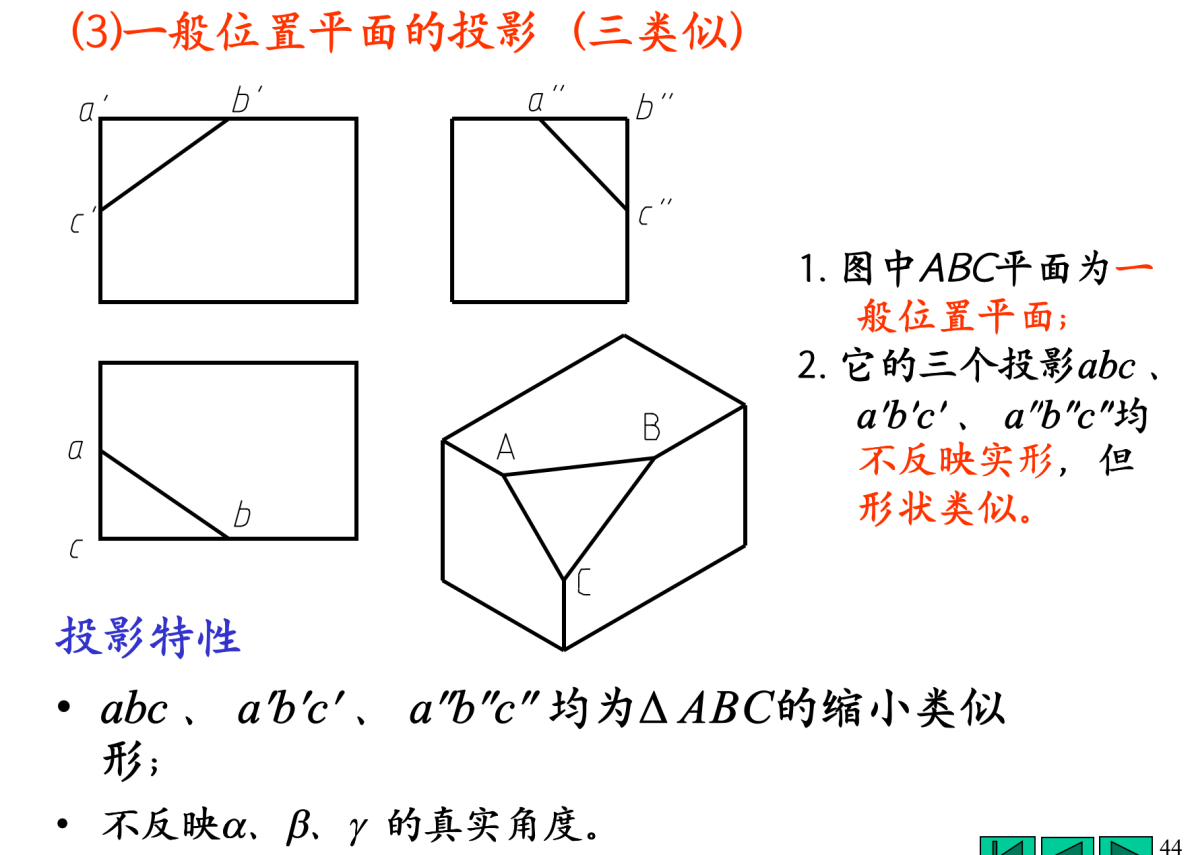 (3)一般位置平面的投影（三类似）
a′ b′ a″ b″
c′ c″
1. 图中ABC平面为一
般位置平面；
2. 它的三个投影abc 、
a′b′c′ 、 a″b″c″均
不反映实形，但
形状类似。
a b
c
A B
C
投影特性
• abc 、 a′b′c′ 、 a″b″c″ 均为Δ ABC的缩小类似
形；
• 不反映α、β、γ 的真实角度。
44